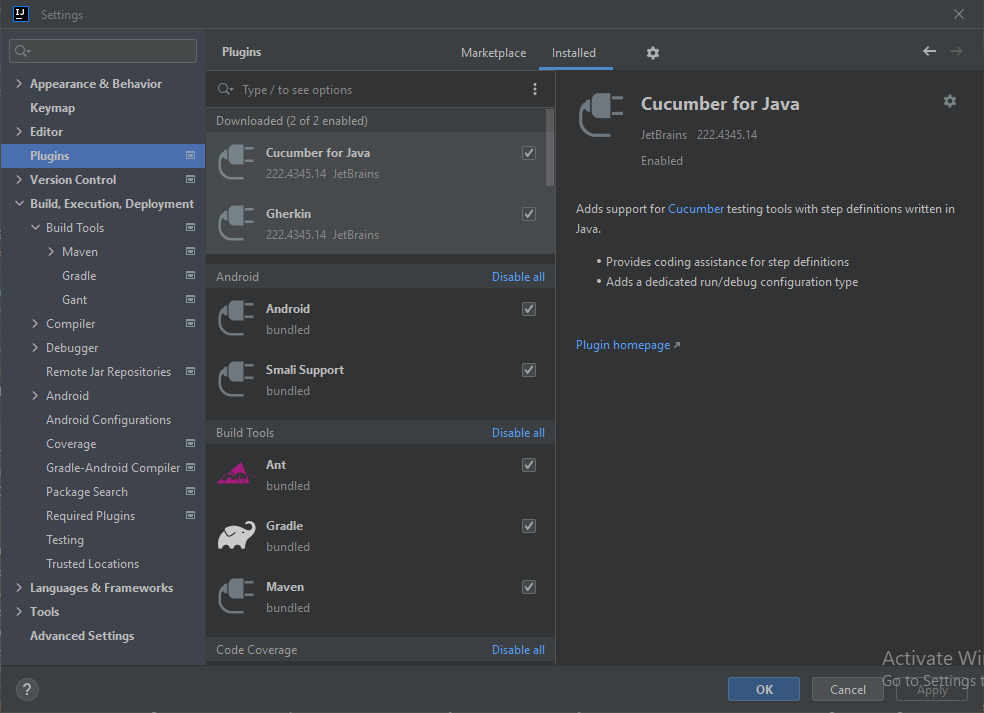 IJ
Settings
Appearance & Behavior
Keymap
Editor
Plugins
Version Control
Build, Execution, Deployment
Build Tools
Maven
Gradle
Gant
Compiler
Debugger
Remote Jar Repositories
Android
Android Configurations
Coverage
Gradle-Android Compiler
Package Search
Required Plugins
Testing
Trusted Locations
Languages & Frameworks
Tools
Advanced Settings
Plugins
Marketplace
Installed
Type / to see options
Downloaded (2 of 2 enabled)
Cucumber for Java
222.4345.14 JetBrains
Gherkin
222.4345.14 JetBrains
Android Disable all
Android
bundled
Smali Support
bundled
Build Tools Disable all
Ant
bundled
Gradle
bundled
Maven
bundled
Code Coverage Disable all
Cucumber for Java
JetBrains 222.4345.14
Enabled
Adds support for Cucumber testing tools with step definitions written in
Java.
• Provides coding assistance for step definitions
• Adds a dedicated run/debug configuration type
Plugin homepage ↗
Activate Wi
Go to Settings t
?
OK
Cancel
Apply